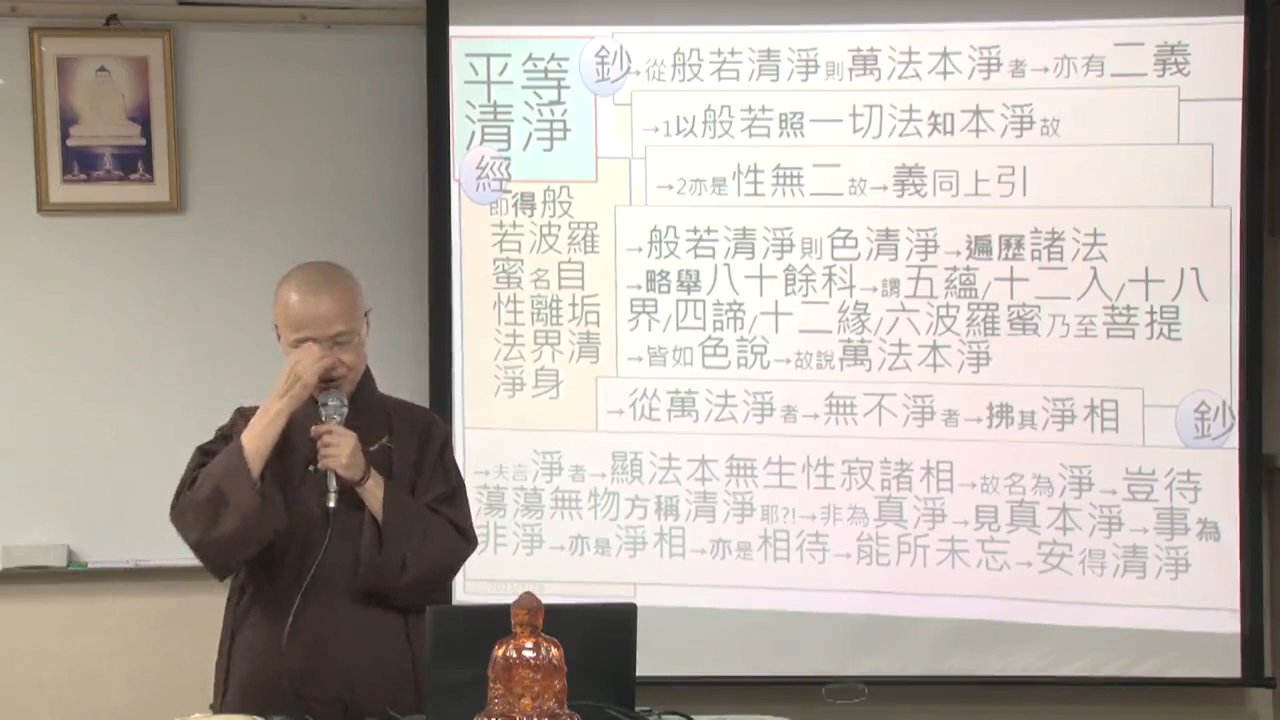 平等
清淨
經
即得般
若波羅
蜜名自
性離垢
法界清
淨身
鈔
→從般若清淨則萬法本淨者→亦有二義
→1以般若照一切法知本淨故
→2亦是性無二故→義同上引
→般若清淨則色清淨→遍歷諸法
→略舉八十餘科→謂五蘊/十二入/十八
界/四諦/十二緣/六波羅蜜乃至菩提
→皆如色說→故說萬法本淨
→從萬法淨者→無不淨者→拂其淨相
鈔
→夫言淨者→顯法本無生性寂諸相→故名為淨→豈待
蕩蕩無物方稱清淨耶?!→非為真淨→見真本淨→事為
非淨→亦是淨相→亦是相待→能所未忘→安得清淨